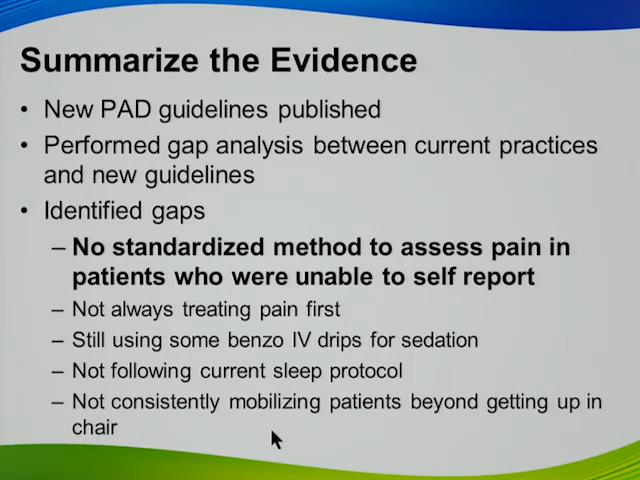 Summarize the Evidence
• New PAD guidelines published
• Performed gap analysis between current practices
and new guidelines
• Identified gaps
– No standardized method to assess pain in
patients who were unable to self report
– Not always treating pain first
– Still using some benzo IV drips for sedation
– Not following current sleep protocol
– Not consistently mobilizing patients beyond getting up in
chair